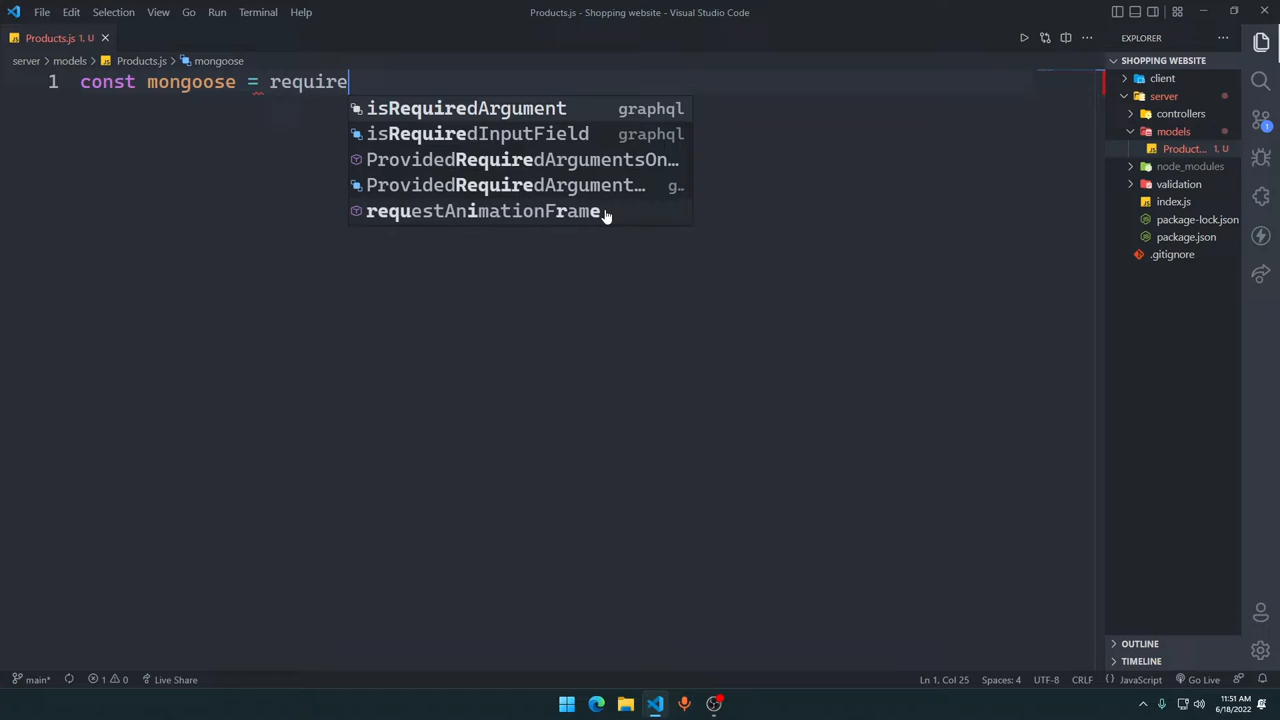 File Edit Selection View Go Run Terminal Help Products.js - Shopping website - Visual Studio Code
Products.js 1, U
server models Products.js mongoose
1 const mongoose = require
isRequiredArgument graphql
isRequiredInputField graphql
ProvidedRequiredArgumentsOn...
ProvidedRequiredArgument... g..
requestAnimationFrame
EXPLORER
SHOPPING WEBSITE
client
server
controllers
models
Product... 1, U
node_modules
validation
index.js
package-lock.json
package.json
.gitignore
1
OUTLINE
TIMELINE
main* 1 0 Live Share Ln 1, Col 25 Spaces: 4 UTF-8 CRLF {} JavaScript Go Live
11:51 AM
6/18/2022